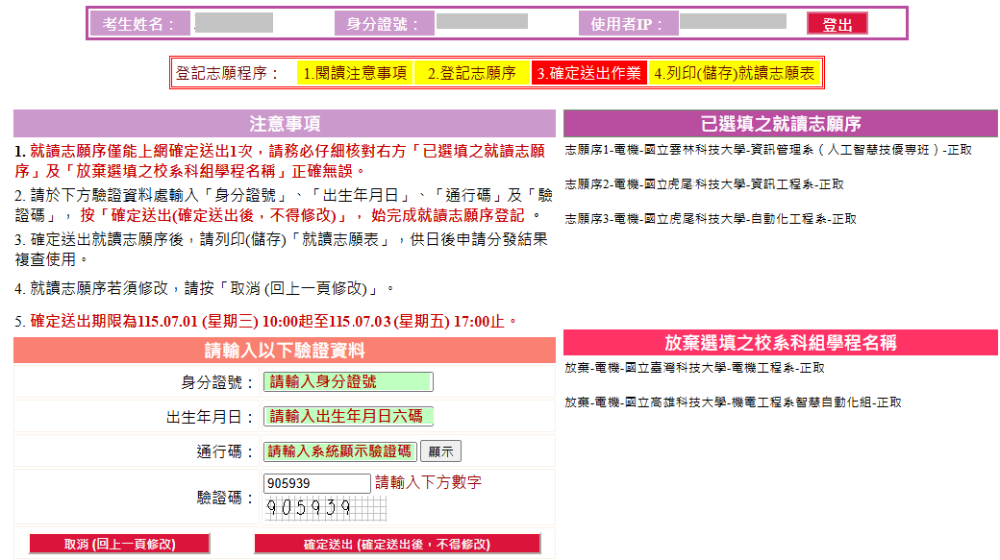 考生姓名：
身分證號：
使用者IP：
登出
登記志願程序：
1.閱讀注意事項
2.登記志願序
3.確定送出作業
4.列印(儲存)就讀志願表
注意事項
1. 就讀志願序僅能上網確定送出1次，請務必仔細核對右方「已選填之就讀志願
序」及「放棄選填之校系科組學程名稱」正確無誤。
2. 請於下方驗證資料處輸入「身分證號」、「出生年月日」、「通行碼」及「驗
證碼」， 按「確定送出(確定送出後，不得修改)」， 始完成就讀志願序登記 。
3. 確定送出就讀志願序後，請列印(儲存)「就讀志願表」，供日後申請分發結果
複查使用。
4. 就讀志願序若須修改，請按「取消 (回上一頁修改)」。
5. 確定送出期限為115.07.01 (星期三) 10:00起至115.07.03 (星期五) 17:00止。
請輸入以下驗證資料
身分證號：
請輸入身分證號
出生年月日：
請輸入出生年月日六碼
通行碼：
請輸入系統顯示驗證碼
顯示
驗證碼：
905939
請輸入下方數字
905939
取消 (回上一頁修改)
確定送出 (確定送出後，不得修改)
已選填之就讀志願序
志願序1-電機-國立雲林科技大學-資訊管理系（人工智慧技優專班）-正取
志願序2-電機-國立虎尾科技大學-資訊工程系-正取
志願序3-電機-國立虎尾科技大學-自動化工程系-正取
放棄選填之校系科組學程名稱
放棄-電機-國立臺灣科技大學-電機工程系-正取
放棄-電機-國立高雄科技大學-機電工程系智慧自動化組-正取